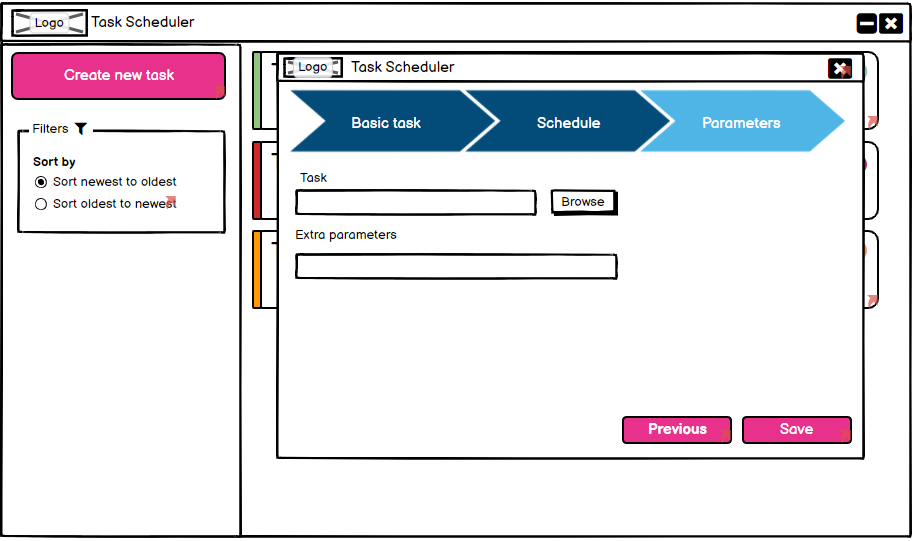 Logo Task Scheduler
Create new task
Filters
Sort by
Sort newest to oldest
Sort oldest to newest
Logo Task Scheduler
Basic task Schedule Parameters
Task
Browse
Extra parameters
Previous Save